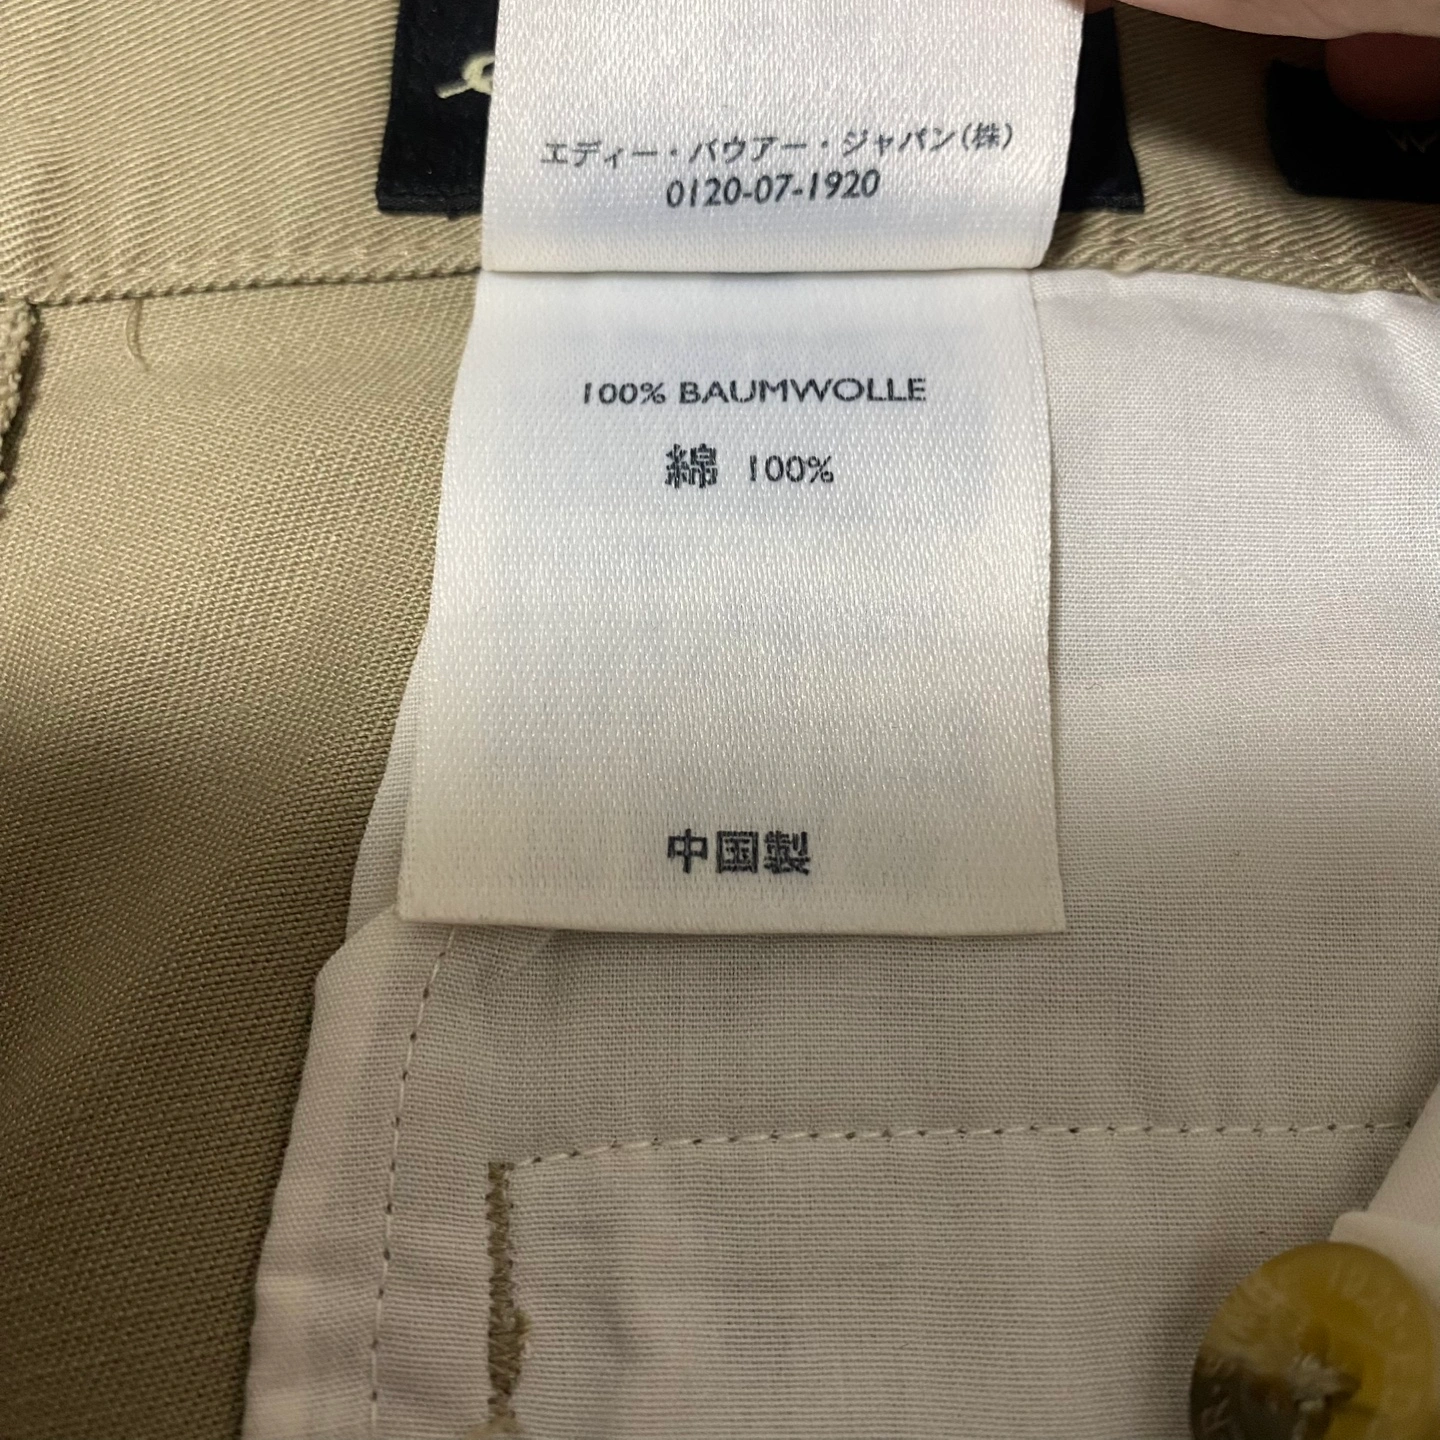 エディー・バウアー・ジャパン(株)
0120-07-1920
100% BAUMWOLLE
綿 100%
中国製